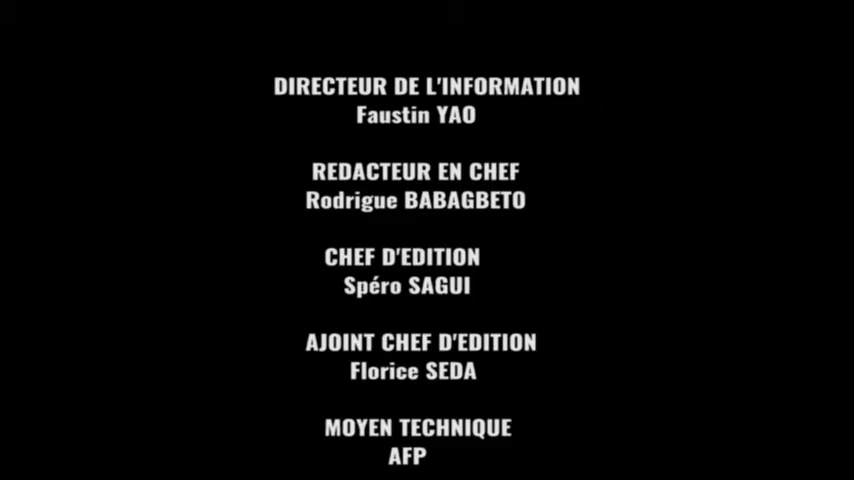 DIRECTEUR DE L'INFORMATION
Faustin YAO
REDACTEUR EN CHEF
Rodrigue BABAGBETO
CHEF D'EDITION
Spéro SAGUI
AJOINT CHEF D'EDITION
Florice SEDA
MOYEN TECHNIQUE
AFP